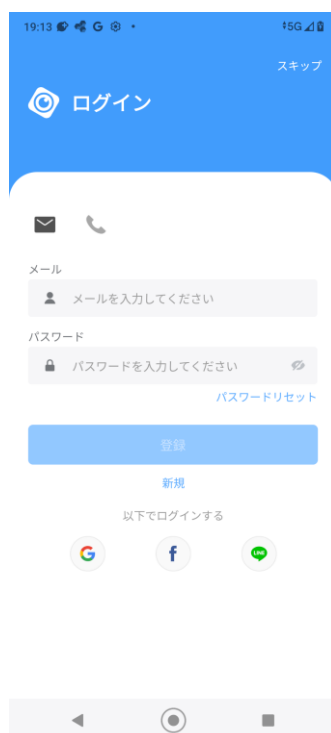 19:13
5G
スキップ
ログイン
メール
メールを入力してください
パスワード
パスワードを入力してください
パスワードリセット
登録
新規
以下でログインする
G
f
LINE